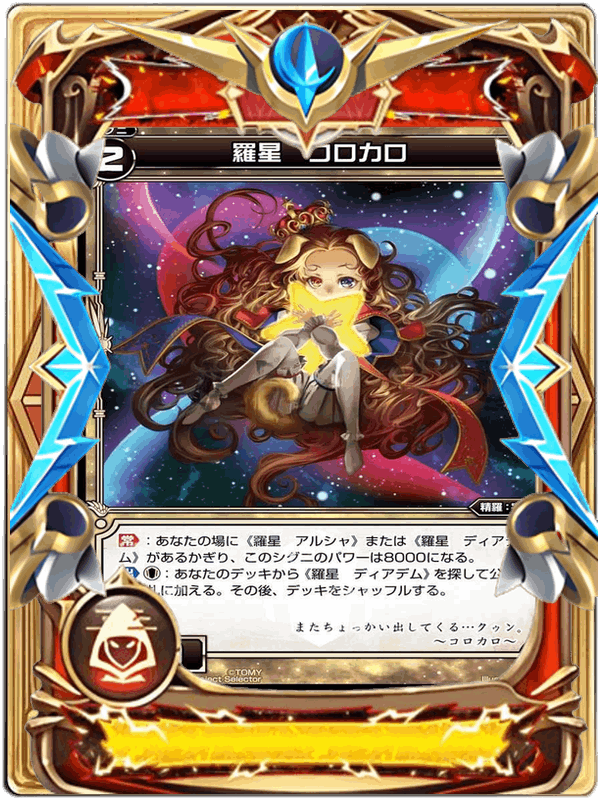 2
羅星 コロカロ
精羅:
常:あなたの場に《羅星 アルシャ》または《羅星 ディアデ
ム》があるかぎり、このシグニのパワーは8000になる。
:あなたのデッキから《羅星 ディアデム》を探して公
に加える。その後、デッキをシャッフルする。
またちょっかい出してくる…クゥン。
~コロカロ~
©TOMY
ject Selector
Illus